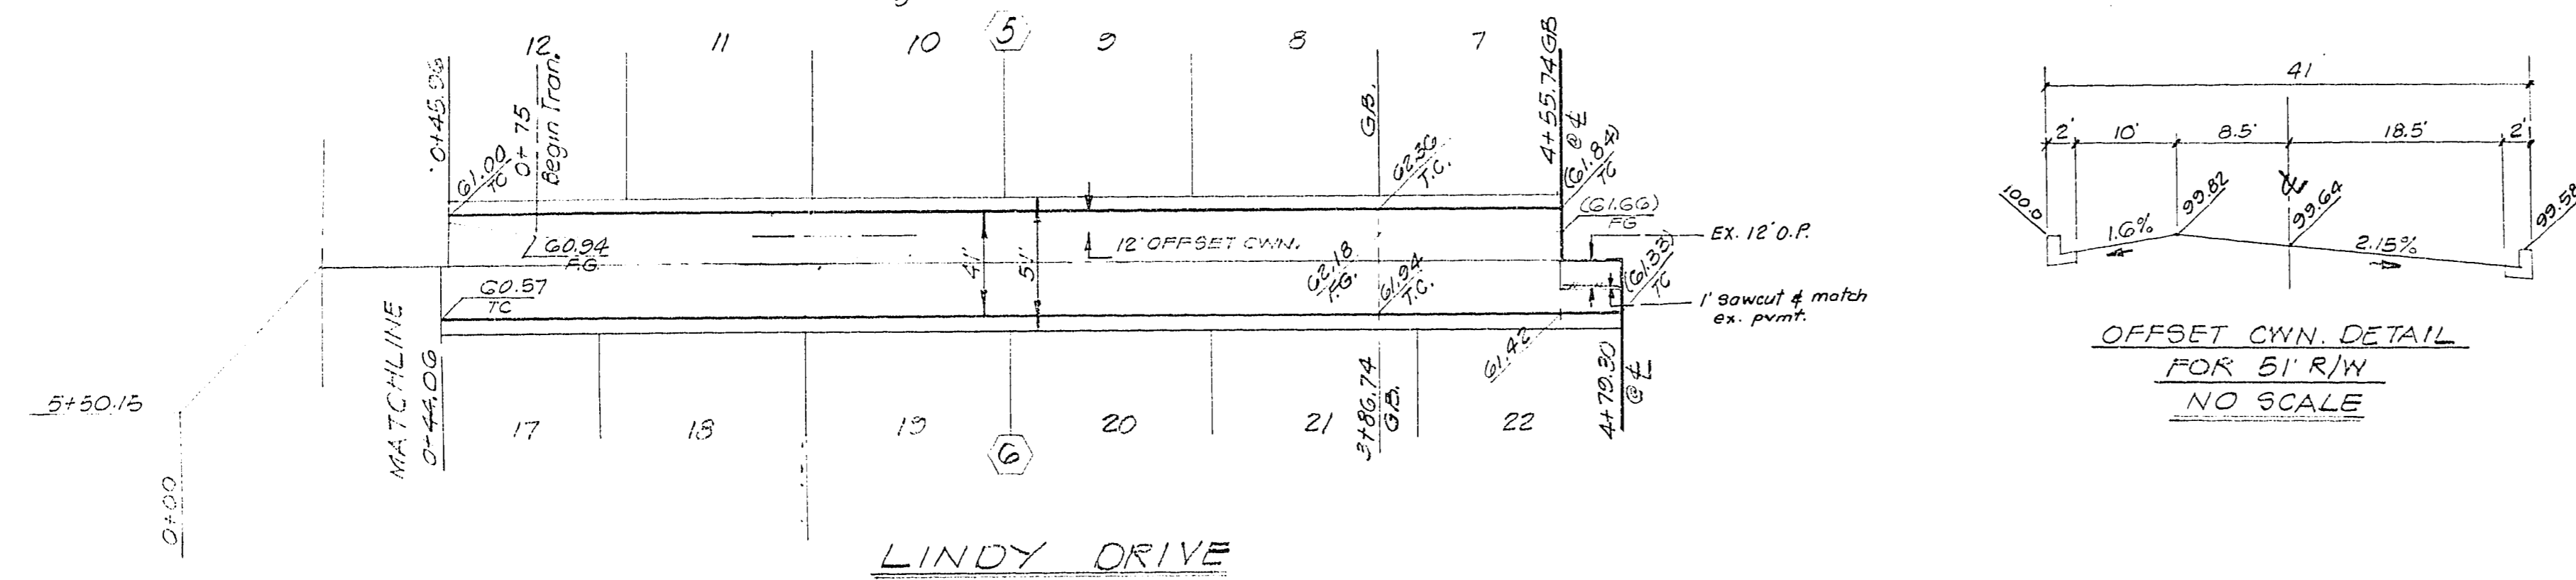 5
12
11
10
9
8
7
0+45.06
0+75
Begin Tran.
61.00
TC
GB.
62.36
T.C.
4+55.74 GB
@ ℄
(61.84)
TC
(61.66)
FG
EX. 12' O.P.
(61.33)
TC
1' sawcut & match
ex. pvmt.
60.94
F.G.
12' OFFSET CWN.
41'
51'
62.18
F.G.
61.94
T.C.
60.57
TC
61.42
MATCHLINE
0+44.06
5+50.15
0+00
17
18
19
20
21
22
6
3+86.74
GB.
4+79.30
@ ℄
LINDY DRIVE
41'
2'
10'
8.5'
18.5'
2'
100.0
99.82
℄
99.64
99.58
1.6%
2.15%
OFFSET CWN. DETAIL
FOR 51' R/W
NO SCALE